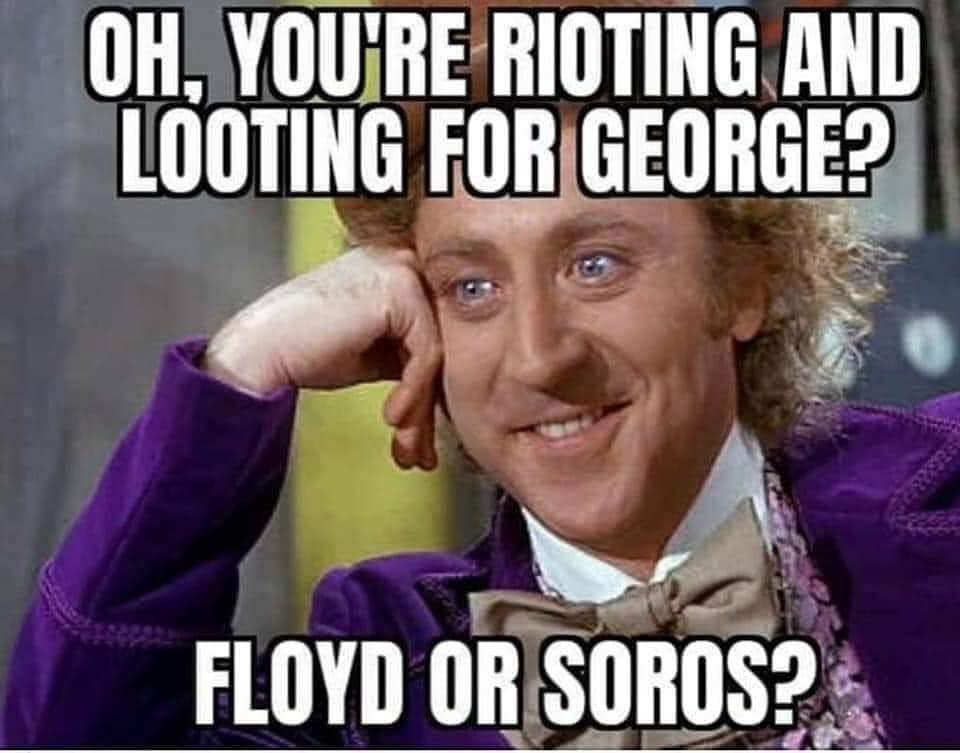 OH, YOU'RE RIOTING AND
LOOTING FOR GEORGE?
FLOYD OR SOROS?